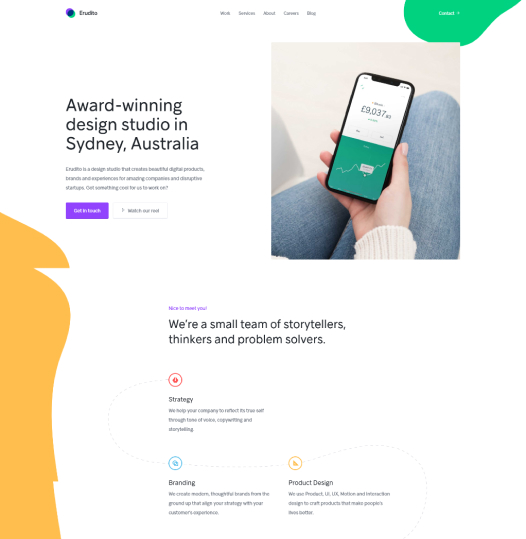 Erudito
Work Services About Careers Blog
Contact
Award-winning
design studio in
Sydney, Australia
Erudito is a design studio that creates beautiful digital products,
brands and experiences for amazing companies and disruptive
startups. Got something cool for us to work on?
Get in touch
Watch our reel
£9,037
Nice to meet you!
We're a small team of storytellers,
thinkers and problem solvers.
Strategy
We help your company to reflect its true self
through tone of voice, copywriting and
storytelling.
Branding
We create modern, thoughtful brands from the
ground up that align your strategy with your
customer's experience.
Product Design
We use Product, UI, UX, Motion and Interaction
design to craft products that make people's
lives better.